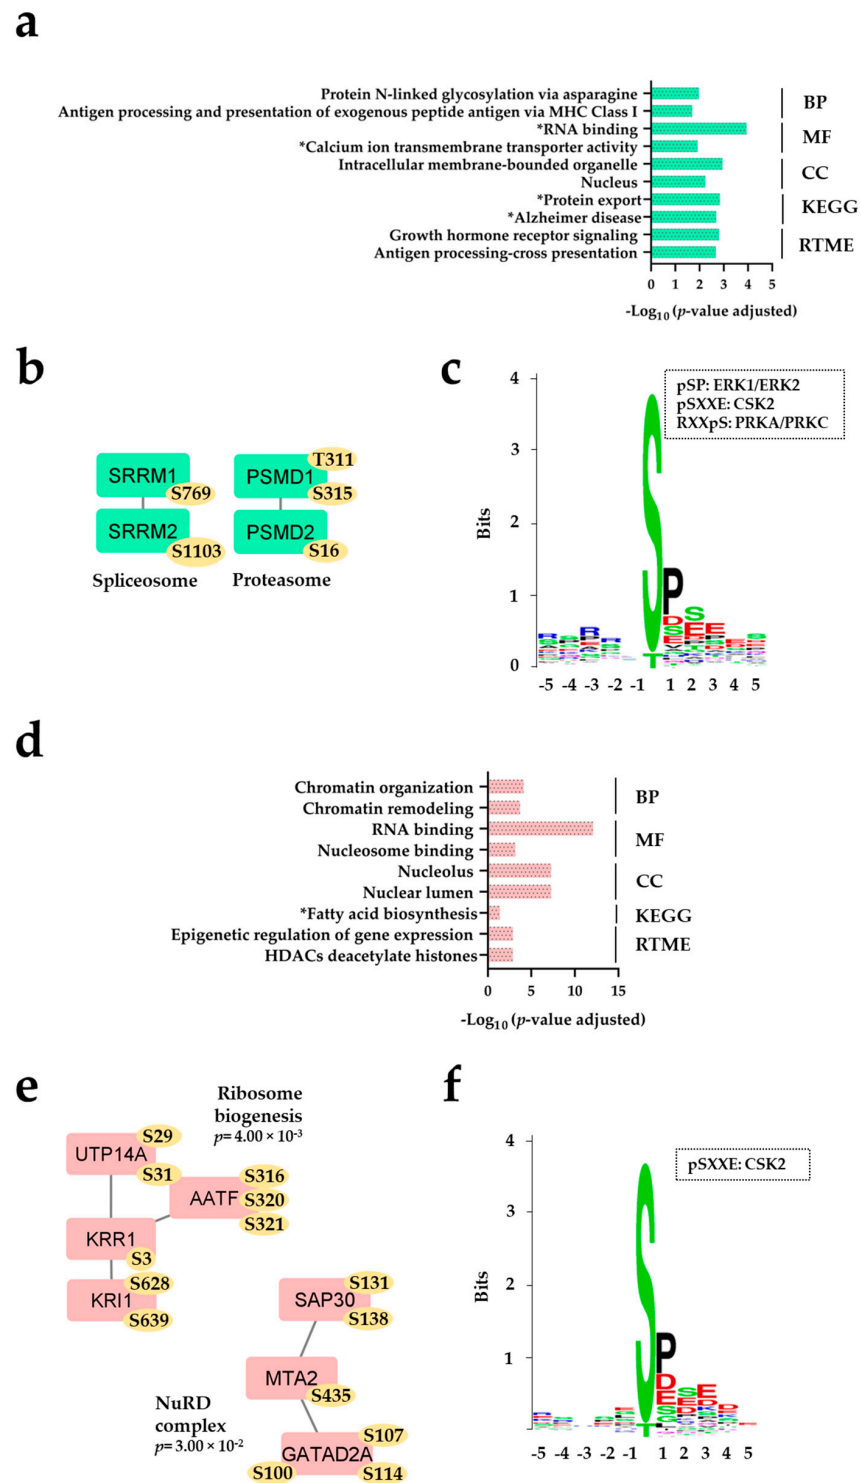 a
Protein N-linked glycosylation via asparagine
Antigen processing and presentation of exogenous peptide antigen via MHC Class I
BP
*RNA binding
*Calcium ion transmembrane transporter activity
MF
Intracellular membrane-bounded organelle
Nucleus
CC
*Protein export
*Alzheimer disease
KEGG
Growth hormone receptor signaling
Antigen processing-cross presentation
RTME
0 1 2 3 4 5
-Log10 (p-value adjusted)
b
SRRM1
S769
SRRM2
S1103
Spliceosome
T311
PSMD1
S315
PSMD2
S16
Proteasome
c
pSP: ERK1/ERK2
pSXXE: CSK2
RXXpS: PRKA/PRKC
4
3
2
1
0
Bits
S
T
P
D
S
E
S
E
E
R
R
-5 -4 -3 -2 -1 1 2 3 4 5
d
Chromatin organization
Chromatin remodeling
BP
RNA binding
Nucleosome binding
MF
Nucleolus
Nuclear lumen
CC
*Fatty acid biosynthesis
KEGG
Epigenetic regulation of gene expression
HDACs deacetylate histones
RTME
0 5 10 15
-Log10 (p-value adjusted)
e
Ribosome
biogenesis
p= 4.00 × 10-3
S29
UTP14A
S31
S316
AATF
S320
S321
KRR1
S3
S628
KRI1
S639
S131
SAP30
S138
MTA2
S435
NuRD
complex
p= 3.00 × 10-2
S107
GATAD2A
S100
S114
f
pSXXE: CSK2
4
3
2
1
Bits
S
T
P
D
E
S
S
E
E
D
-5 -4 -3 -2 -1 1 2 3 4 5